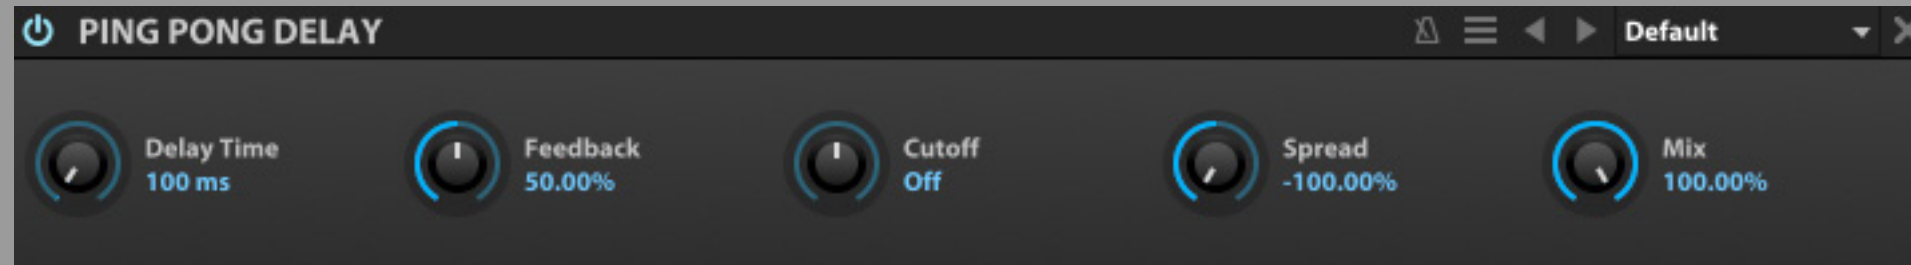 PING PONG DELAY
Default
Delay Time
100 ms
Feedback
50.00%
Cutoff
Off
Spread
-100.00%
Mix
100.00%